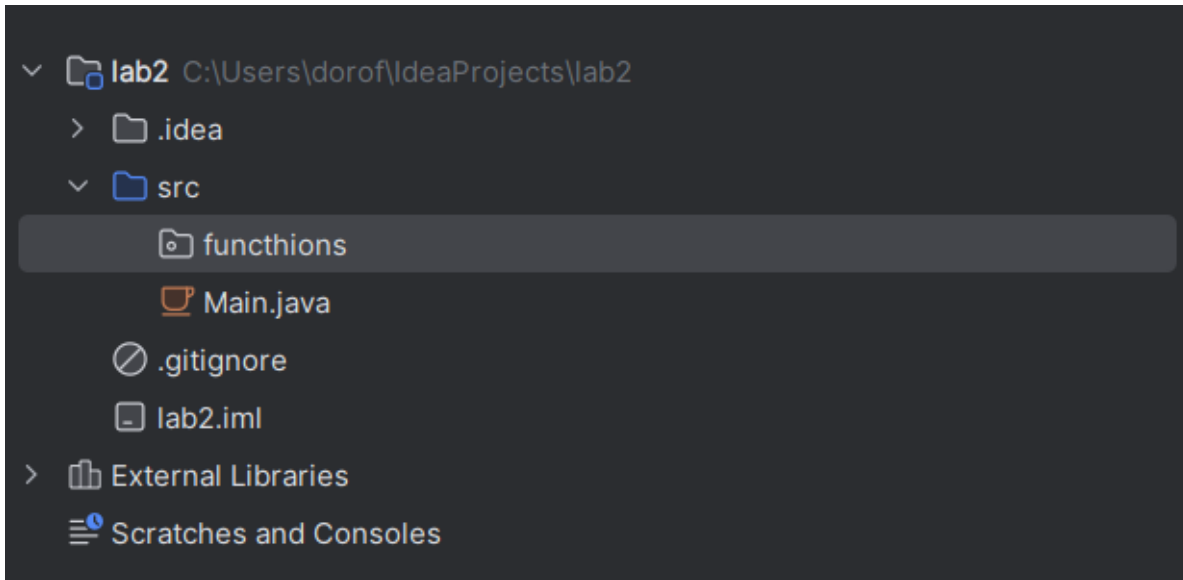 lab2 C:\Users\dorof\IdeaProjects\lab2
.idea
src
functhions
Main.java
.gitignore
lab2.iml
External Libraries
Scratches and Consoles